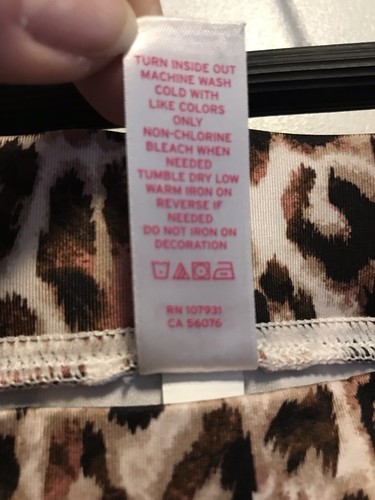 TURN INSIDE OUT
MACHINE WASH
COLD WITH
LIKE COLORS
ONLY
NON-CHLORINE
BLEACH WHEN
NEEDED
TUMBLE DRY LOW
WARM IRON ON
REVERSE IF
NEEDED
DO NOT IRON ON
DECORATION
RN 107931
CA 56076